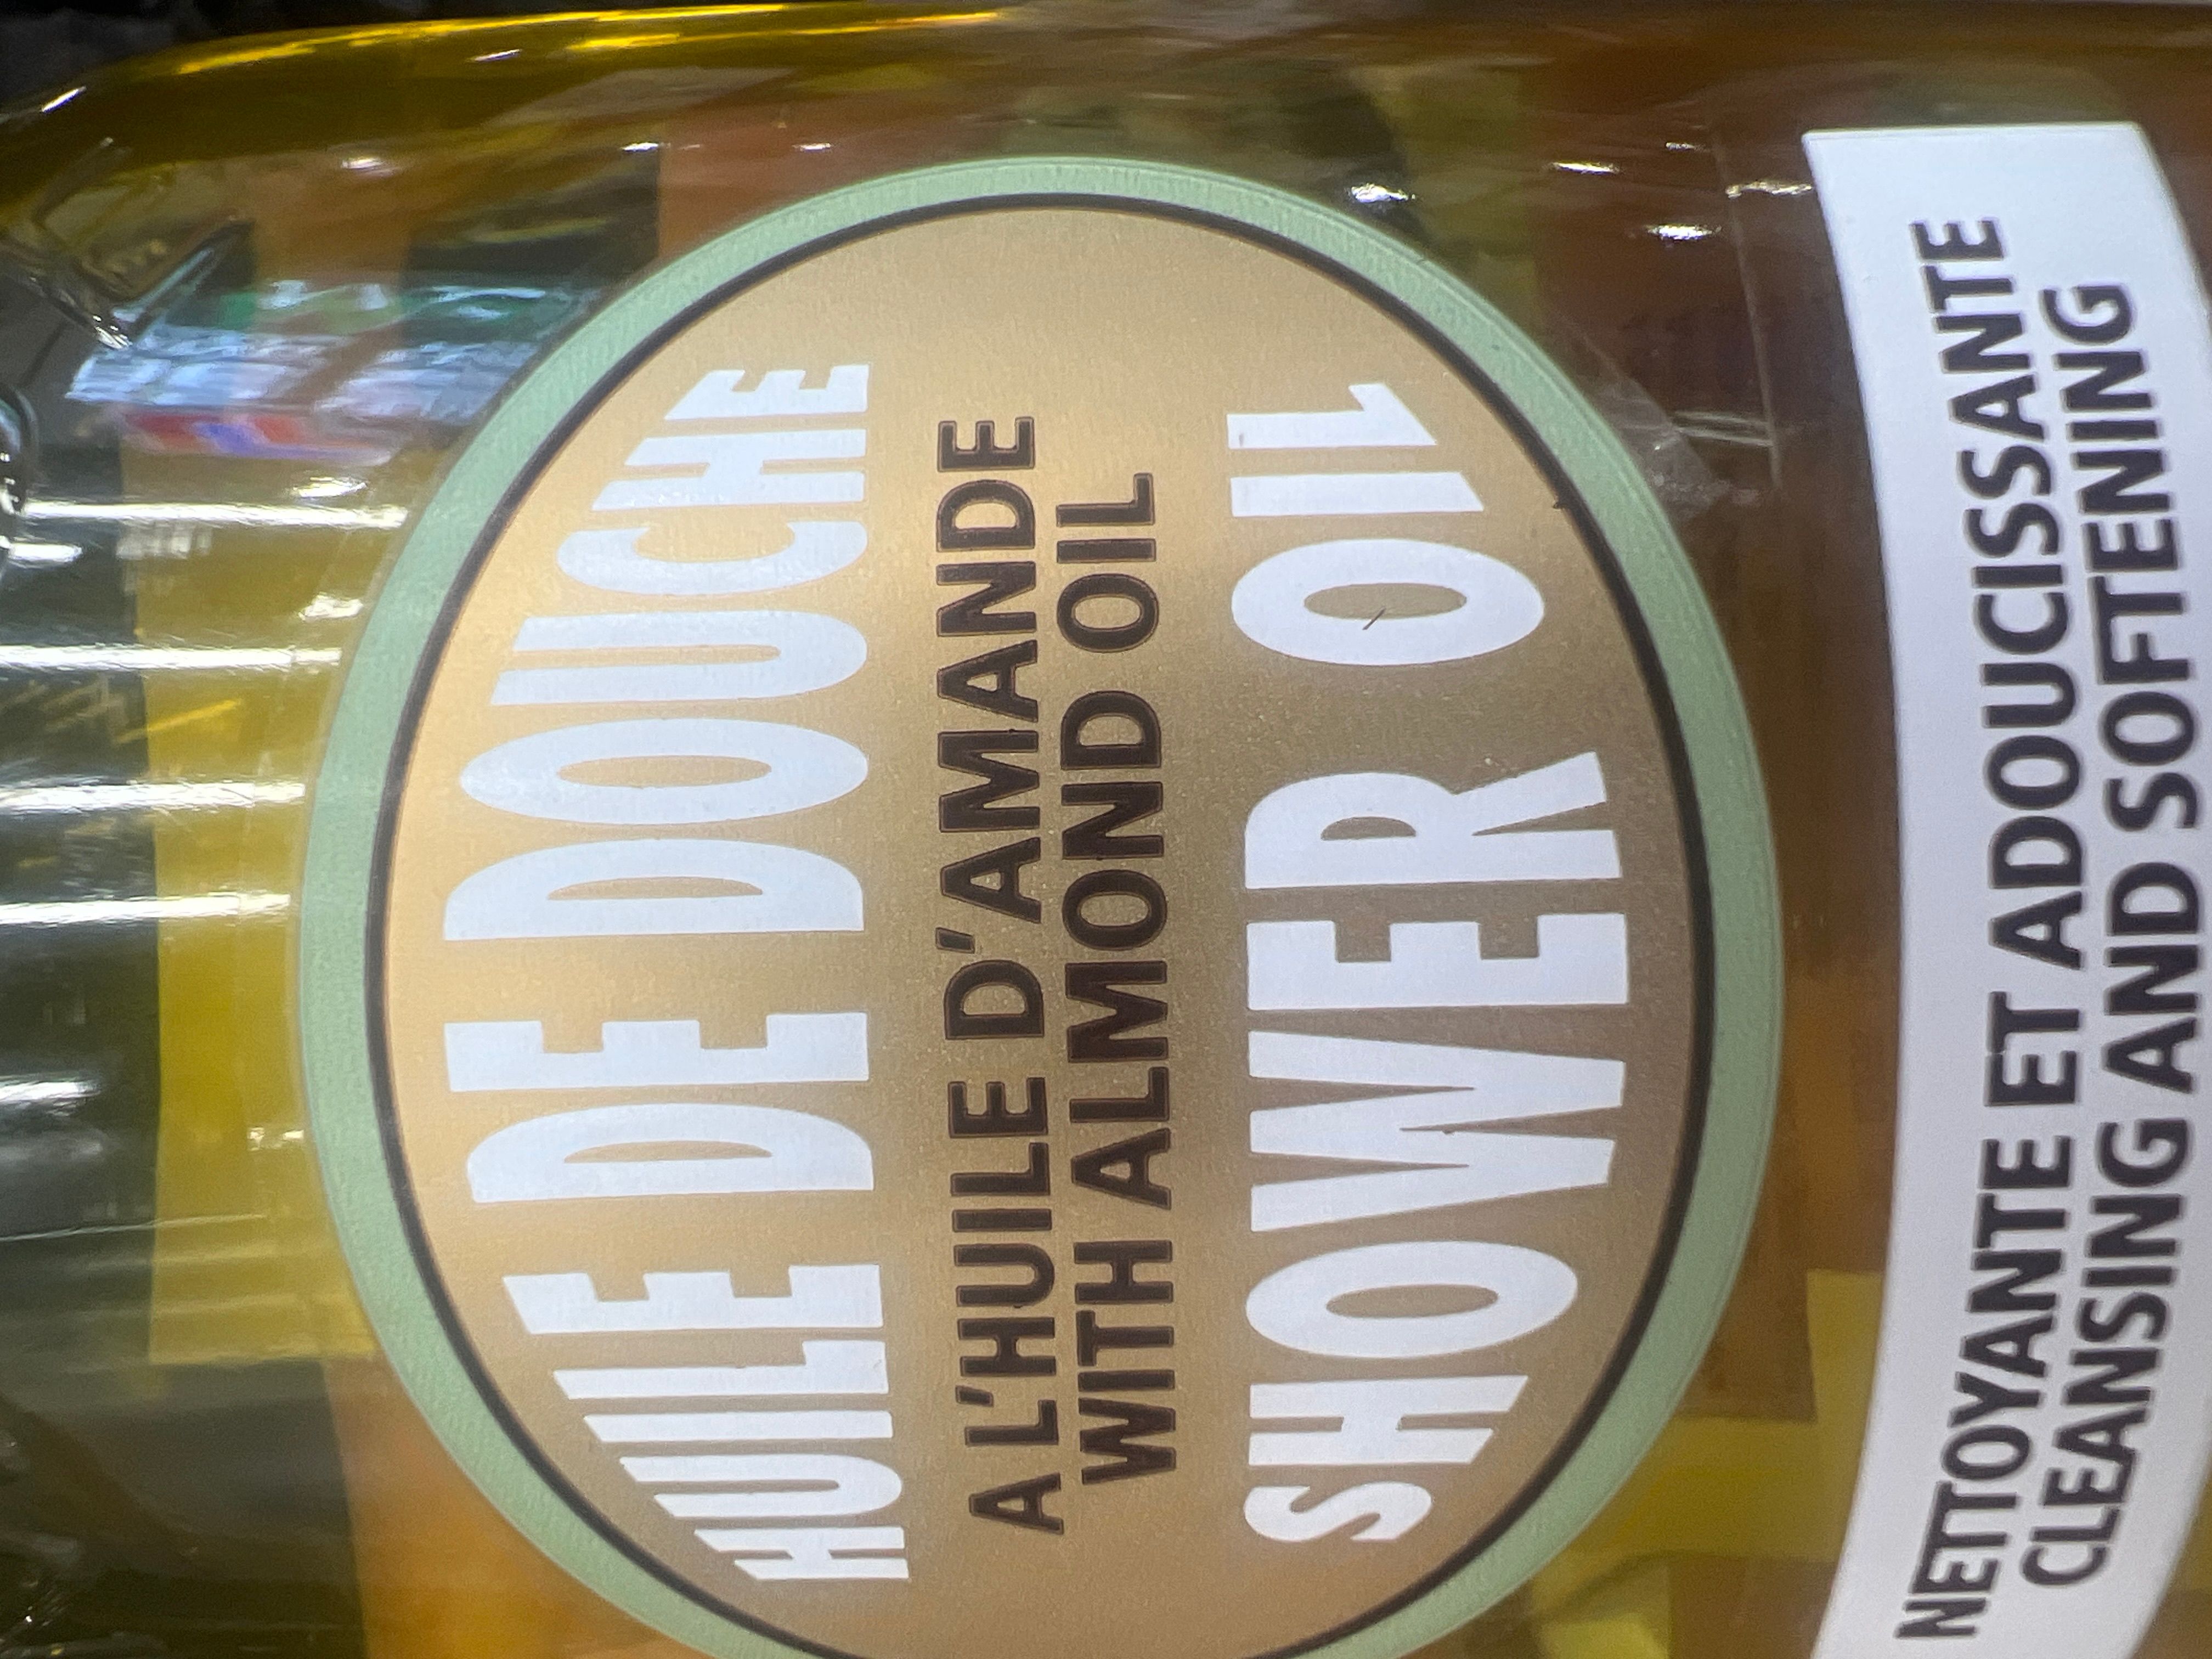 HUILE DE DOUCHE
A L'HUILE D'AMANDE
WITH ALMOND OIL
SHOWER OIL
NETTOYANTE ET ADOUCISSANTE
CLEANSING AND SOFTENING